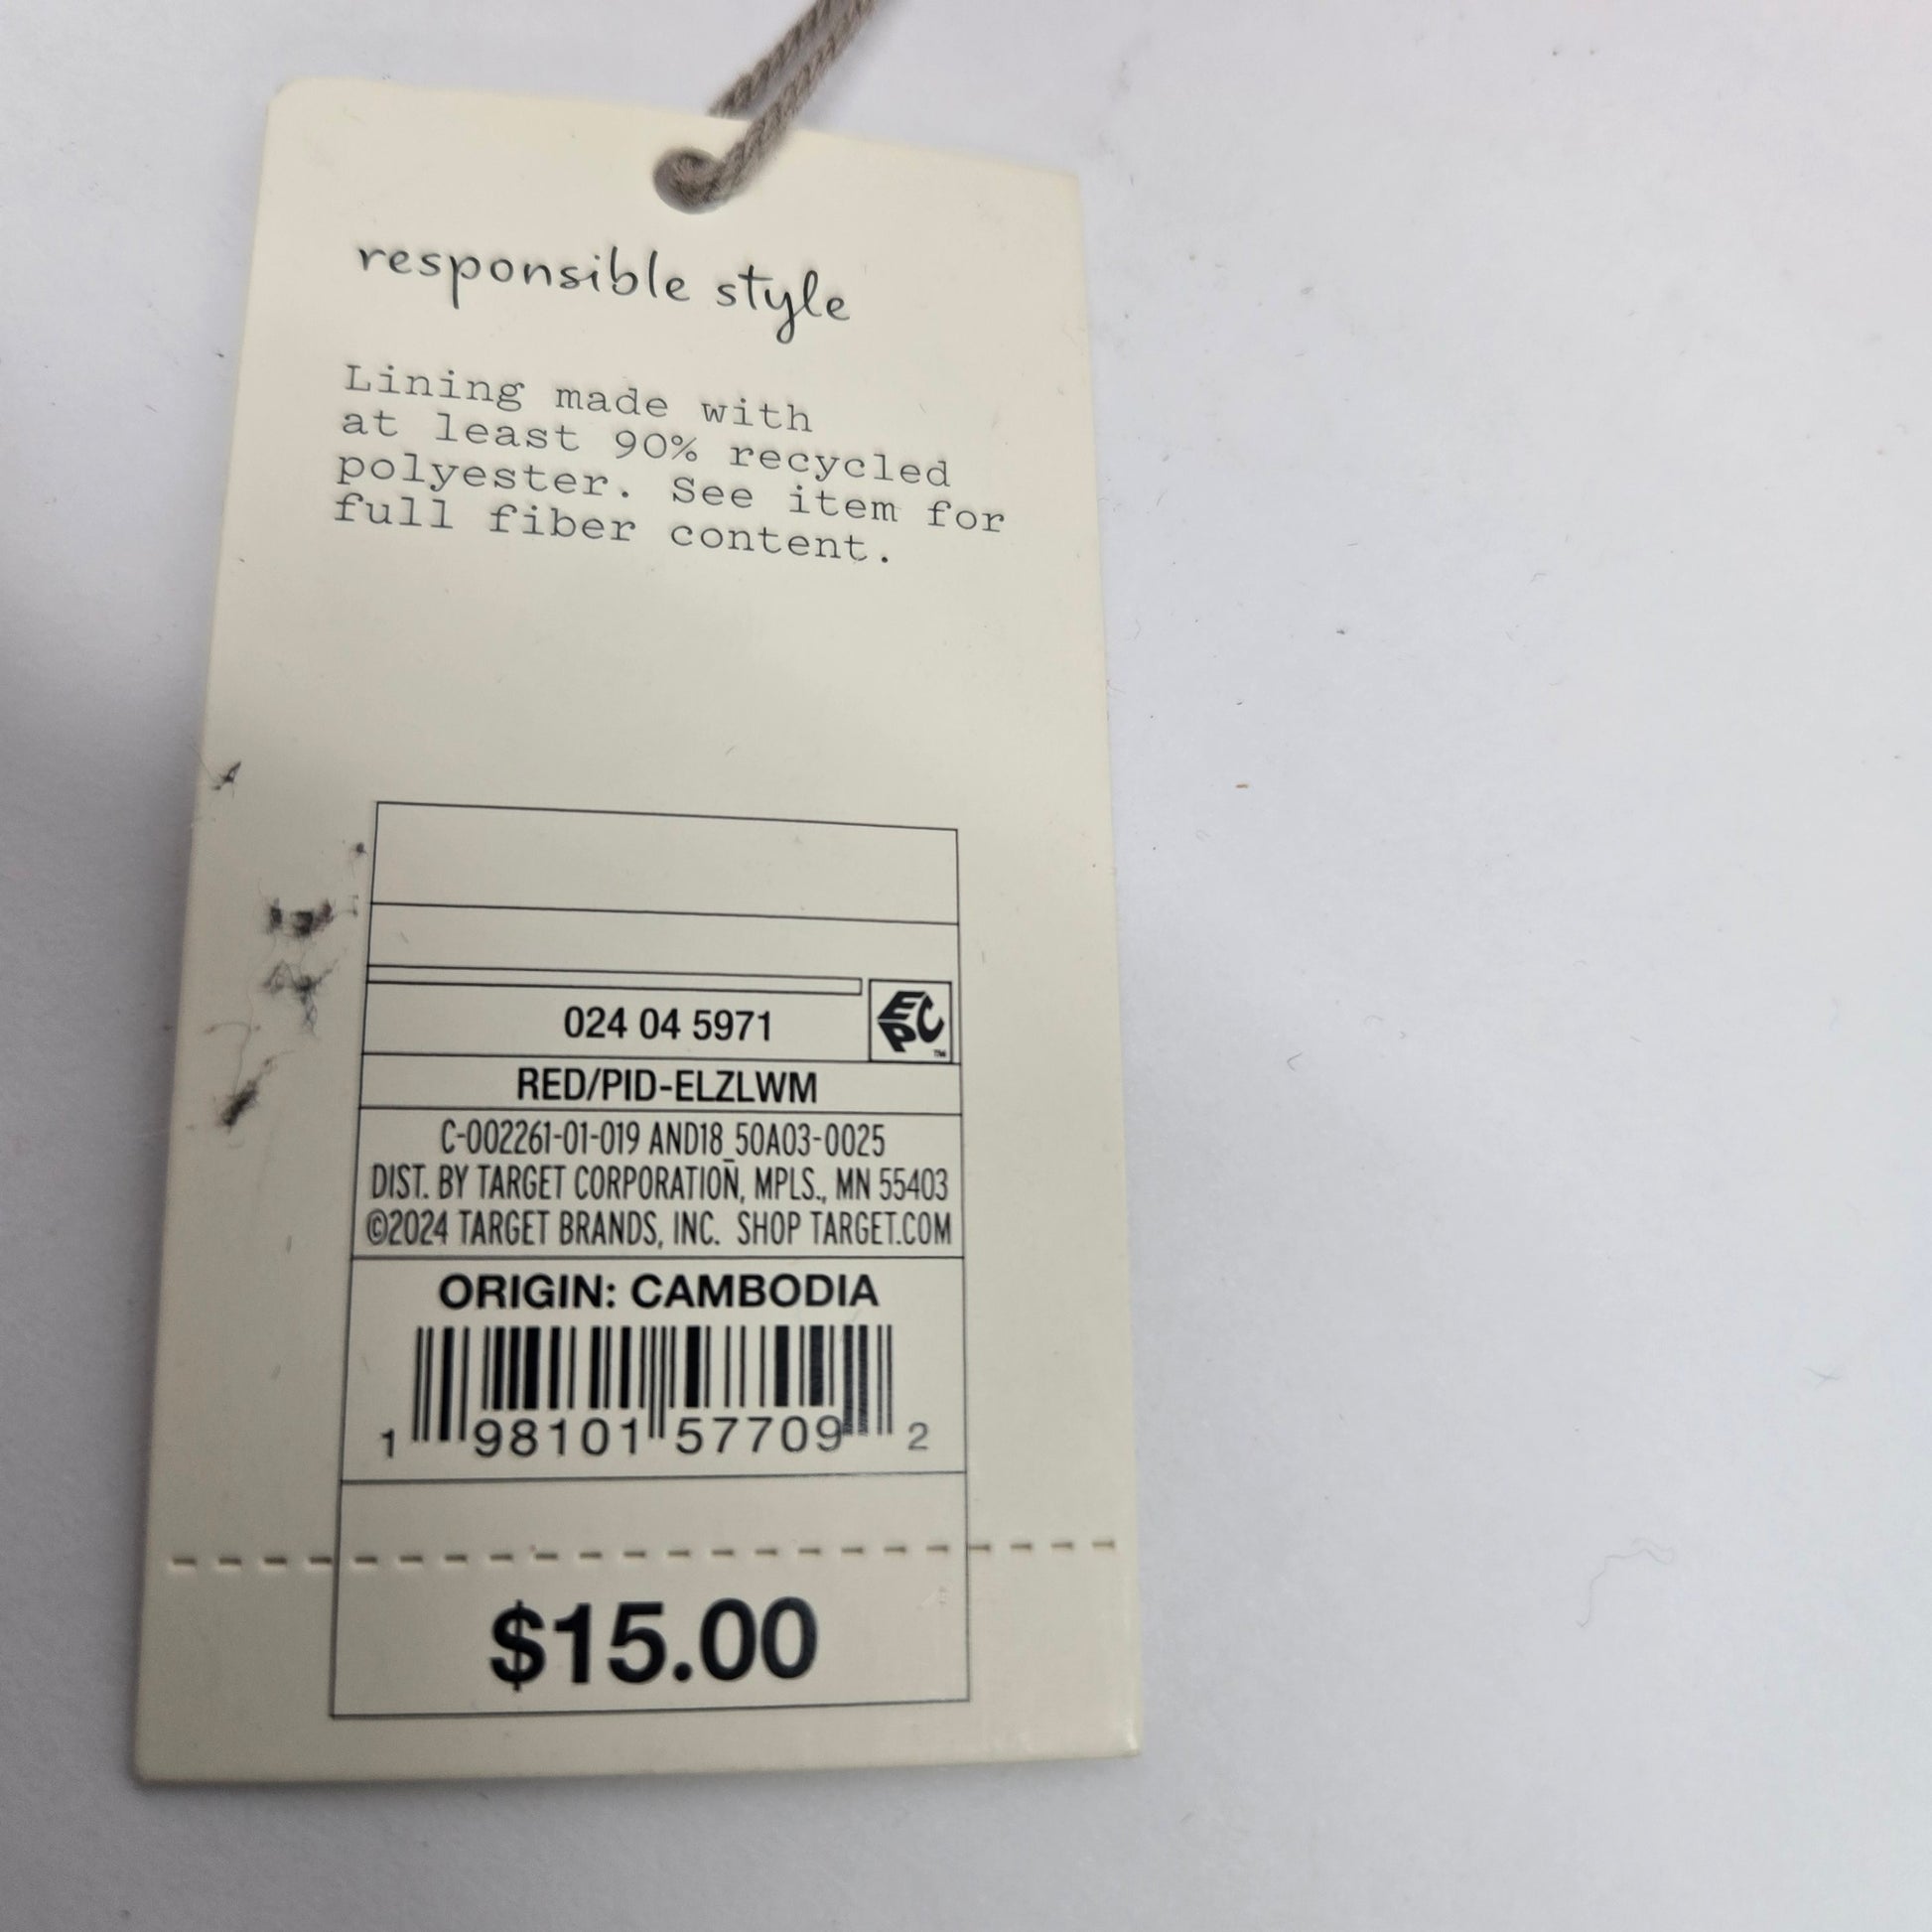 responsible style
Lining made with
at least 90% recycled
polyester. See item for
full fiber content.
024 04 5971
EPC™
RED/PID-ELZLWM
C-002261-01-019 AND18_50A03-0025
DIST. BY TARGET CORPORATION, MPLS., MN 55403
©2024 TARGET BRANDS, INC. SHOP TARGET.COM
ORIGIN: CAMBODIA
1 98101 57709 2
$15.00